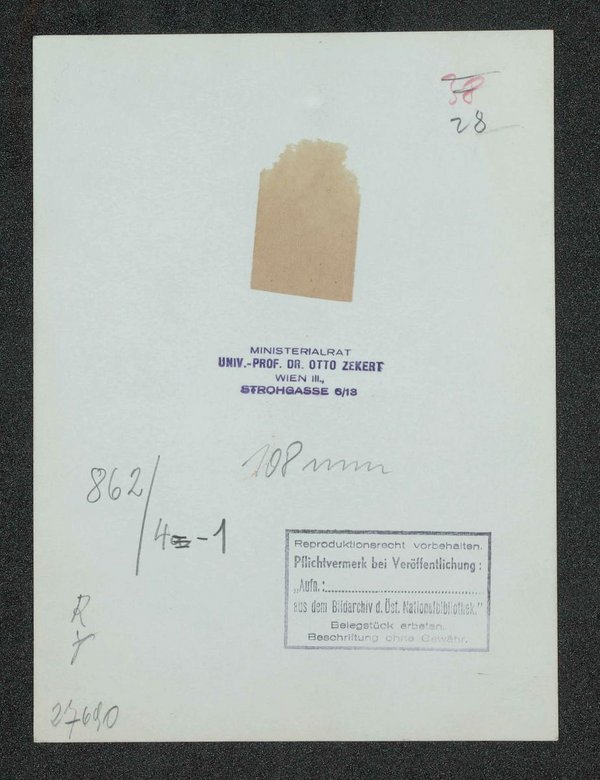 38
28
MINISTERIALRAT
UNIV.-PROF. DR. OTTO ZEKERT
WIEN III.,
STROHGASSE 6/13
108 mm
862/
4 -1
Reproduktionsrecht vorbehalten.
Pflichtvermerk bei Veröffentlichung:
„Aufn.:
aus dem Bildarchiv d. Öst. Nationalbibliothek."
Belegstück erbeten.
Beschriftung ohne Gewähr.
R
27690